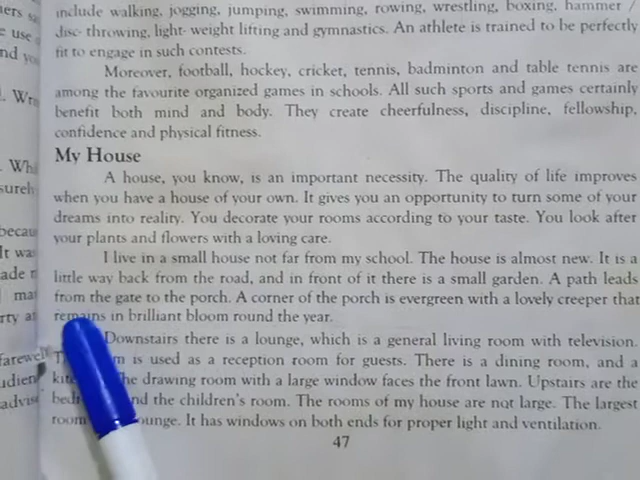 include walking, jogging, jumping, swimming, rowing, wrestling, boxing, hammer /
disc- throwing, light- weight lifting and gymnastics. An athlete is trained to be perfectly
fit to engage in such contests.
Moreover, football, hockey, cricket, tennis, badminton and table tennis are
among the favourite organized games in schools. All such sports and games certainly
benefit both mind and body. They create cheerfulness, discipline, fellowship,
confidence and physical fitness.
My House
A house, you know, is an important necessity. The quality of life improves
when you have a house of your own. It gives you an opportunity to turn some of your
dreams into reality. You decorate your rooms according to your taste. You look after
your plants and flowers with a loving care.
I live in a small house not far from my school. The house is almost new. It is a
little way back from the road, and in front of it there is a small garden. A path leads
from the gate to the porch. A corner of the porch is evergreen with a lovely creeper that
remains in brilliant bloom round the year.
Downstairs there is a lounge, which is a general living room with television.
is used as a reception room for guests. There is a dining room, and a
drawing room with a large window faces the front lawn. Upstairs are the
the children's room. The rooms of my house are not large. The largest
room lounge. It has windows on both ends for proper light and ventilation.
47